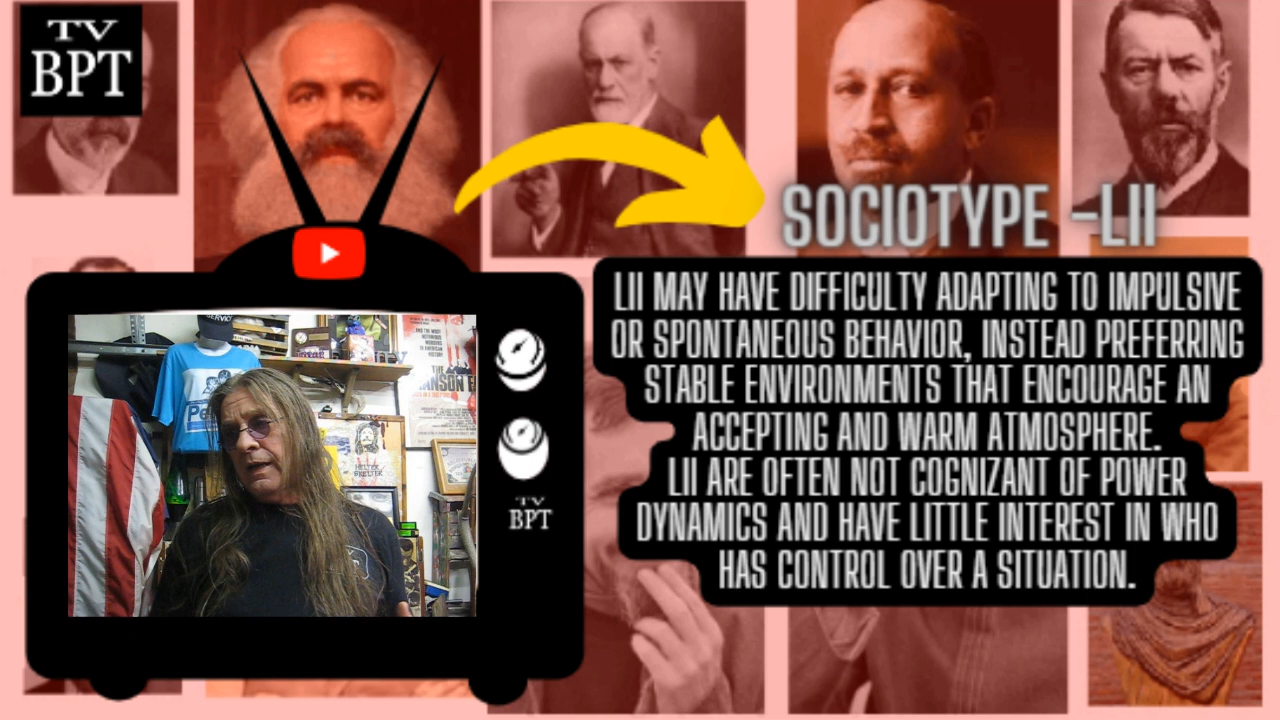 TV
BPT
SOCIOTYPE -LII
LII MAY HAVE DIFFICULTY ADAPTING TO IMPULSIVE
OR SPONTANEOUS BEHAVIOR, INSTEAD PREFERRING
STABLE ENVIRONMENTS THAT ENCOURAGE AN
ACCEPTING AND WARM ATMOSPHERE.
LII ARE OFTEN NOT COGNIZANT OF POWER
DYNAMICS AND HAVE LITTLE INTEREST IN WHO
HAS CONTROL OVER A SITUATION.
TV
BPT
HELTER
SKELTER